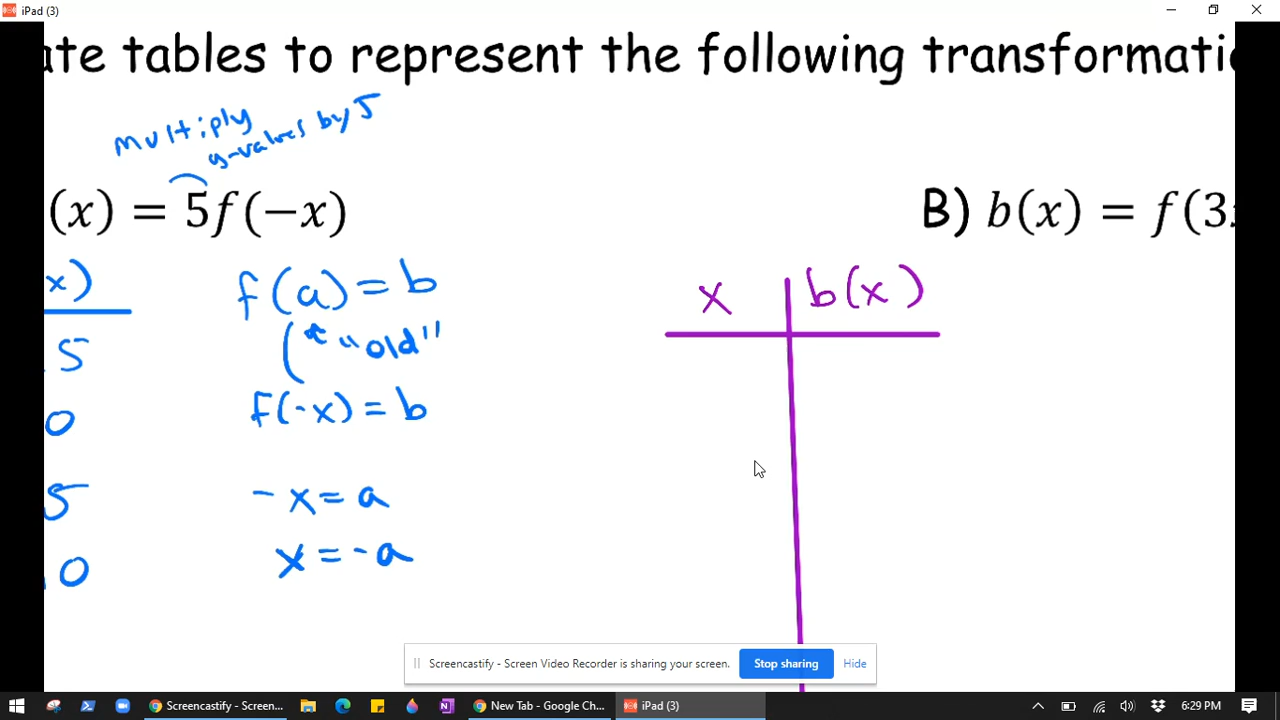 iPad (3)
ate tables to represent the following transformati
multiply
y-values by 5
(x) = 5f(−x)
B) b(x) = f(3
x)
5
0
5
0
f(a) = b
"old"
f(-x) = b
-x = a
x = -a
x b(x)
Screencastify - Screen Video Recorder is sharing your screen. Stop sharing Hide
Screencastify - Screen... New Tab - Google Ch... iPad (3) 6:29 PM